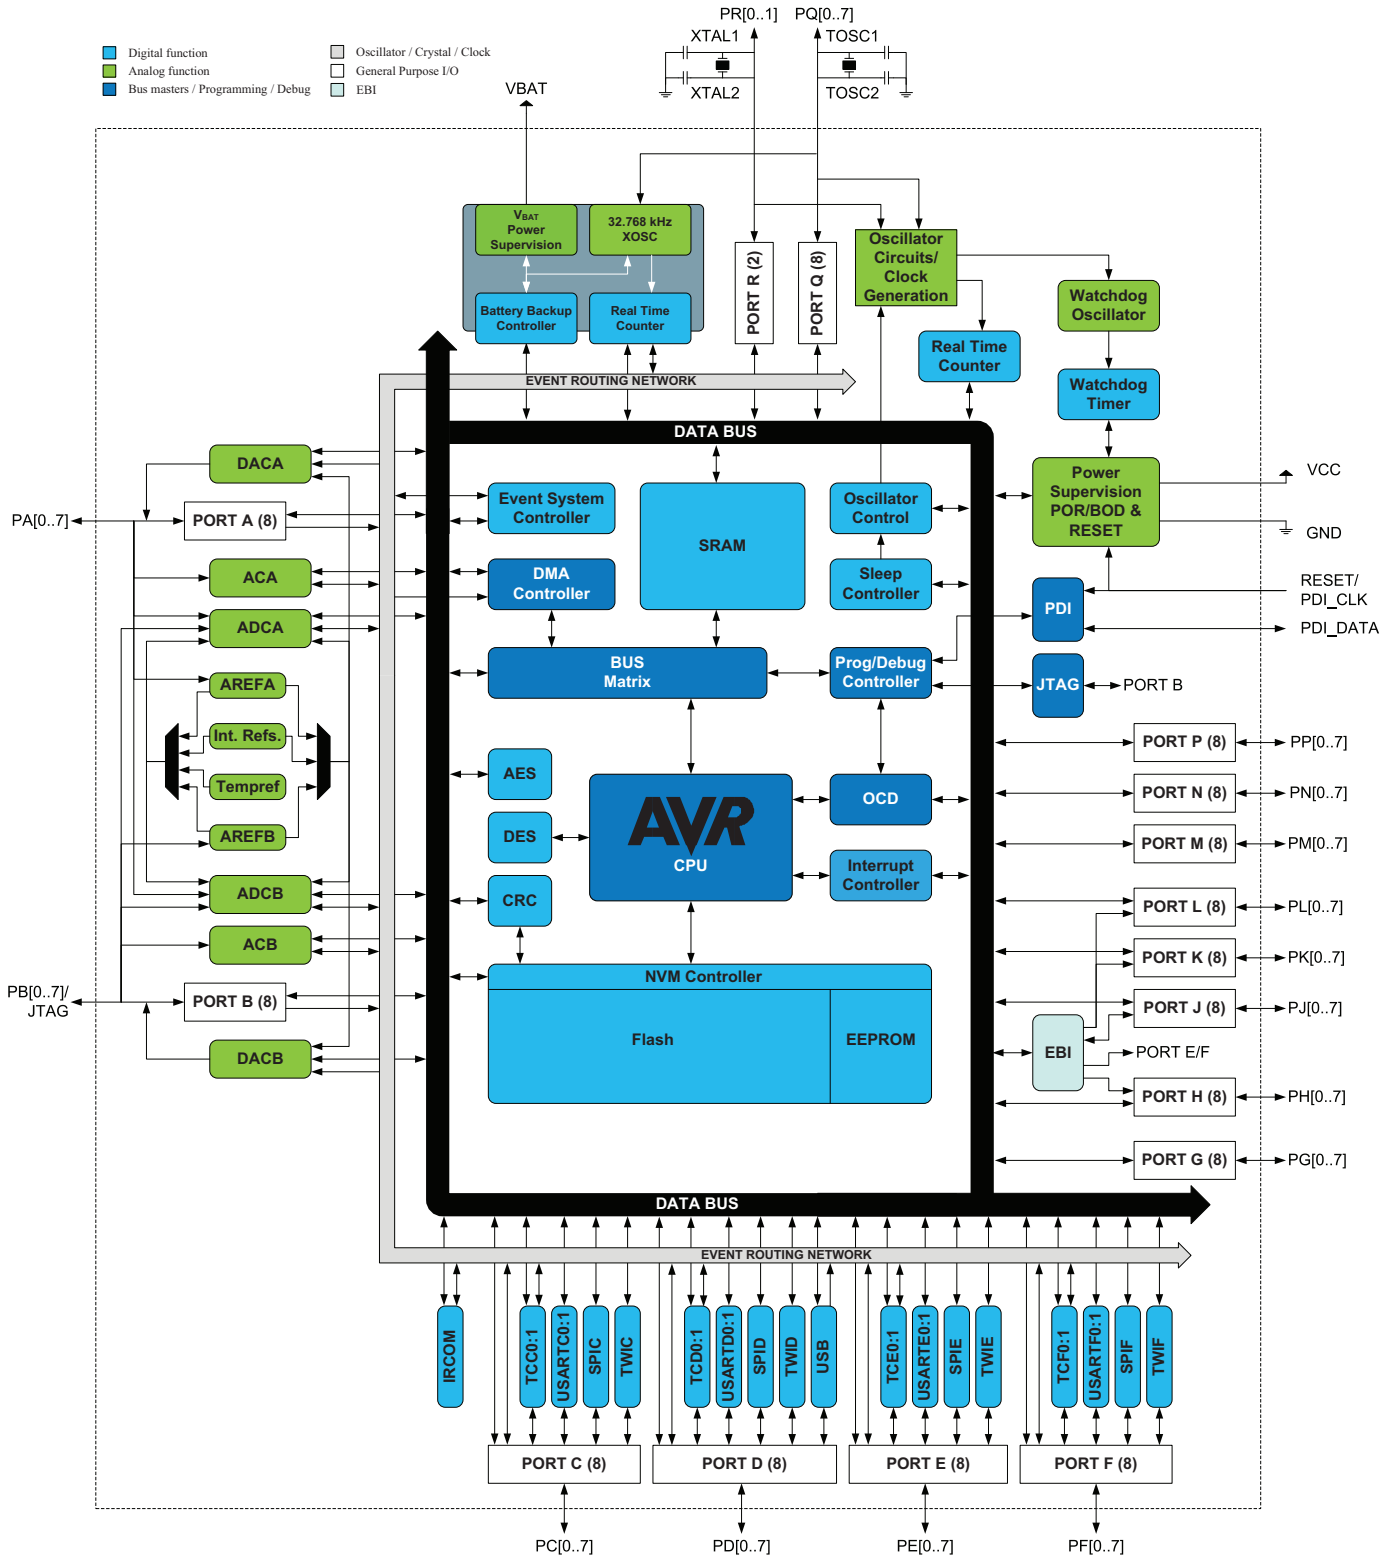 PR[0..1]
PQ[0..7]
XTAL1
TOSC1
XTAL2
TOSC2
Digital function
Analog function
Bus masters / Programming / Debug
Oscillator / Crystal / Clock
General Purpose I/O
EBI
VBAT
VBAT
Power
Supervision
32.768 kHz
XOSC
Battery Backup
Controller
Real Time
Counter
PORT R (2)
PORT Q (8)
Oscillator
Circuits/
Clock
Generation
Watchdog
Oscillator
Real Time
Counter
Watchdog
Timer
EVENT ROUTING NETWORK
DATA BUS
DACA
PA[0..7]
PORT A (8)
ACA
ADCA
AREFA
Int. Refs.
Tempref
AREFB
ADCB
ACB
PB[0..7]/
JTAG
PORT B (8)
DACB
Event System
Controller
SRAM
Oscillator
Control
DMA
Controller
Sleep
Controller
BUS
Matrix
Prog/Debug
Controller
AES
DES
CRC
AVR
CPU
OCD
Interrupt
Controller
NVM Controller
Flash
EEPROM
Power
Supervision
POR/BOD &
RESET
VCC
GND
RESET/
PDI_CLK
PDI
PDI_DATA
JTAG
PORT B
PORT P (8)
PP[0..7]
PORT N (8)
PN[0..7]
PORT M (8)
PM[0..7]
PORT L (8)
PL[0..7]
PORT K (8)
PK[0..7]
PORT J (8)
PJ[0..7]
EBI
PORT E/F
PORT H (8)
PH[0..7]
PORT G (8)
PG[0..7]
DATA BUS
EVENT ROUTING NETWORK
IRCOM
TCC0:1
USARTC0:1
SPIC
TWIC
TCD0:1
USARTD0:1
SPID
TWID
USB
TCE0:1
USARTE0:1
SPIE
TWIE
TCF0:1
USARTF0:1
SPIF
TWIF
PORT C (8)
PORT D (8)
PORT E (8)
PORT F (8)
PC[0..7]
PD[0..7]
PE[0..7]
PF[0..7]